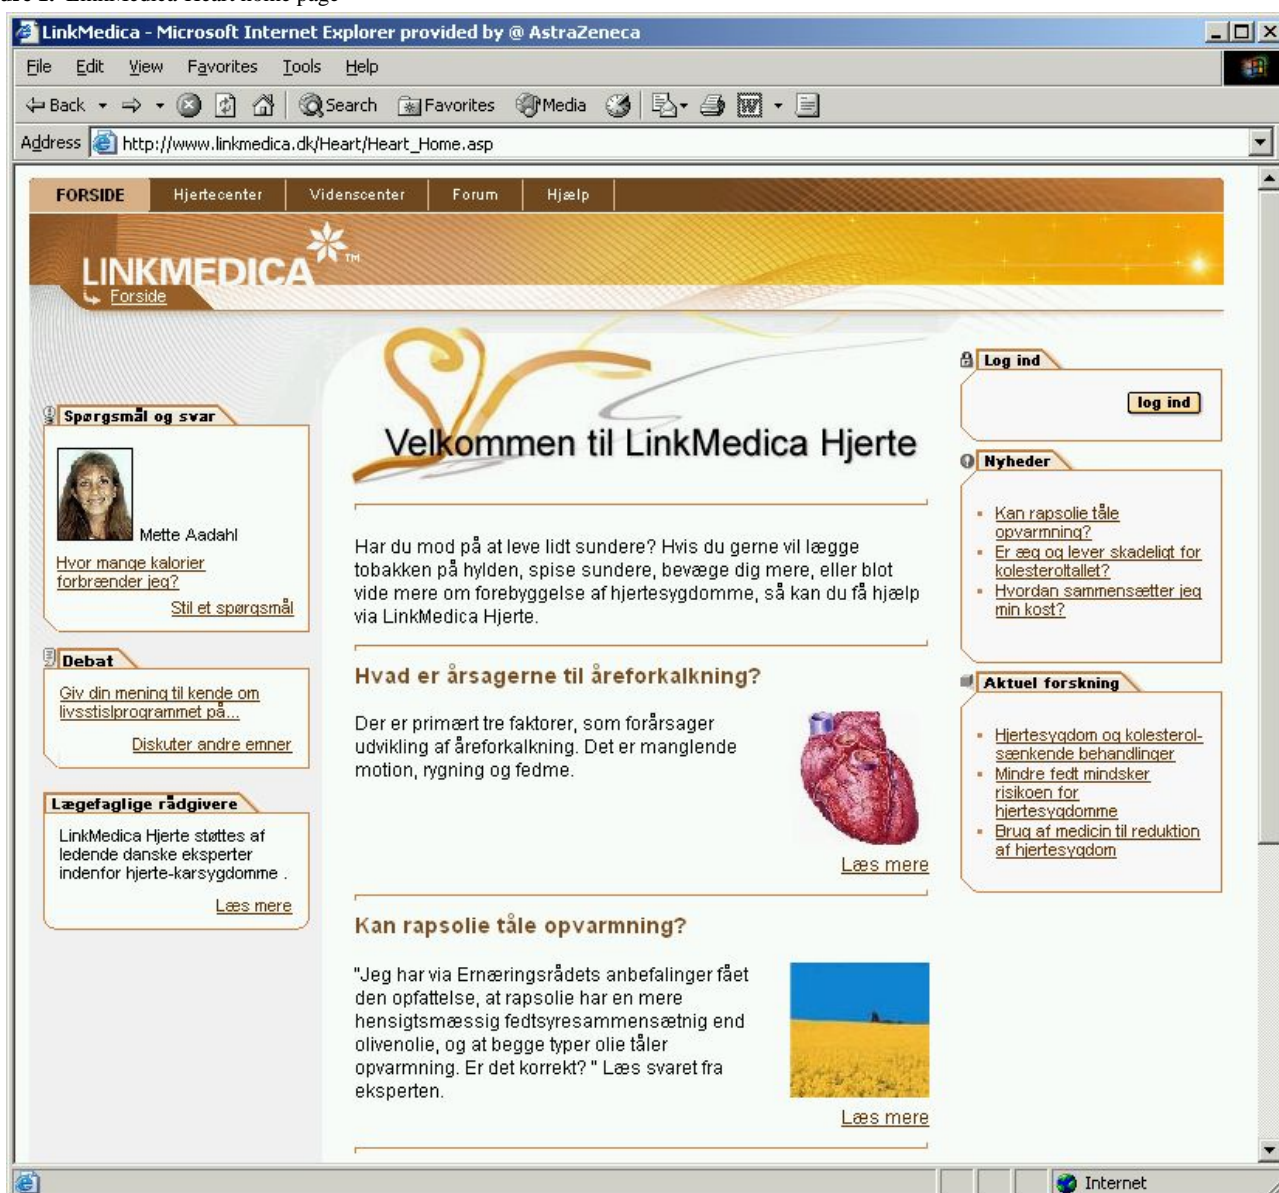 LinkMedica-Heart home page
LinkMedica - Microsoft Internet Explorer provided by @ AstraZeneca
File Edit View Favorites Tools Help
Back Search Favorites Media
Address http://www.linkmedica.dk/Heart/Heart_Home.asp
FORSIDE Hjertecenter Videnscenter Forum Hjælp
LINKMEDICA TM
Forside
Velkommen til LinkMedica Hjerte
Spørgsmål og svar
Mette Aadahl
Hvor mange kalorier
forbrænder jeg?
Stil et spørgsmål
Debat
Giv din mening til kende om
livsstislprogrammet på...
Diskuter andre emner
Lægefaglige rådgivere
LinkMedica Hjerte støttes af
ledende danske eksperter
indenfor hjerte-karsygdomme .
Læs mere
Har du mod på at leve lidt sundere? Hvis du gerne vil lægge
tobakken på hylden, spise sundere, bevæge dig mere, eller blot
vide mere om forebyggelse af hjertesygdomme, så kan du få hjælp
via LinkMedica Hjerte.
Hvad er årsagerne til åreforkalkning?
Der er primært tre faktorer, som forårsager
udvikling af åreforkalkning. Det er manglende
motion, rygning og fedme.
Læs mere
Kan rapsolie tåle opvarmning?
"Jeg har via Ernæringsrådets anbefalinger fået
den opfattelse, at rapsolie har en mere
hensigtsmæssig fedtsyresammensætnig end
olivenolie, og at begge typer olie tåler
opvarmning. Er det korrekt? " Læs svaret fra
eksperten.
Læs mere
Log ind
log ind
Nyheder
Kan rapsolie tåle
opvarmning?
Er æg og lever skadeligt for
kolesteroltallet?
Hvordan sammensætter jeg
min kost?
Aktuel forskning
Hjertesygdom og kolesterol-
sænkende behandlinger
Mindre fedt mindsker
risikoen for
hjertesygdomme
Brug af medicin til reduktion
af hjertesygdom
Internet